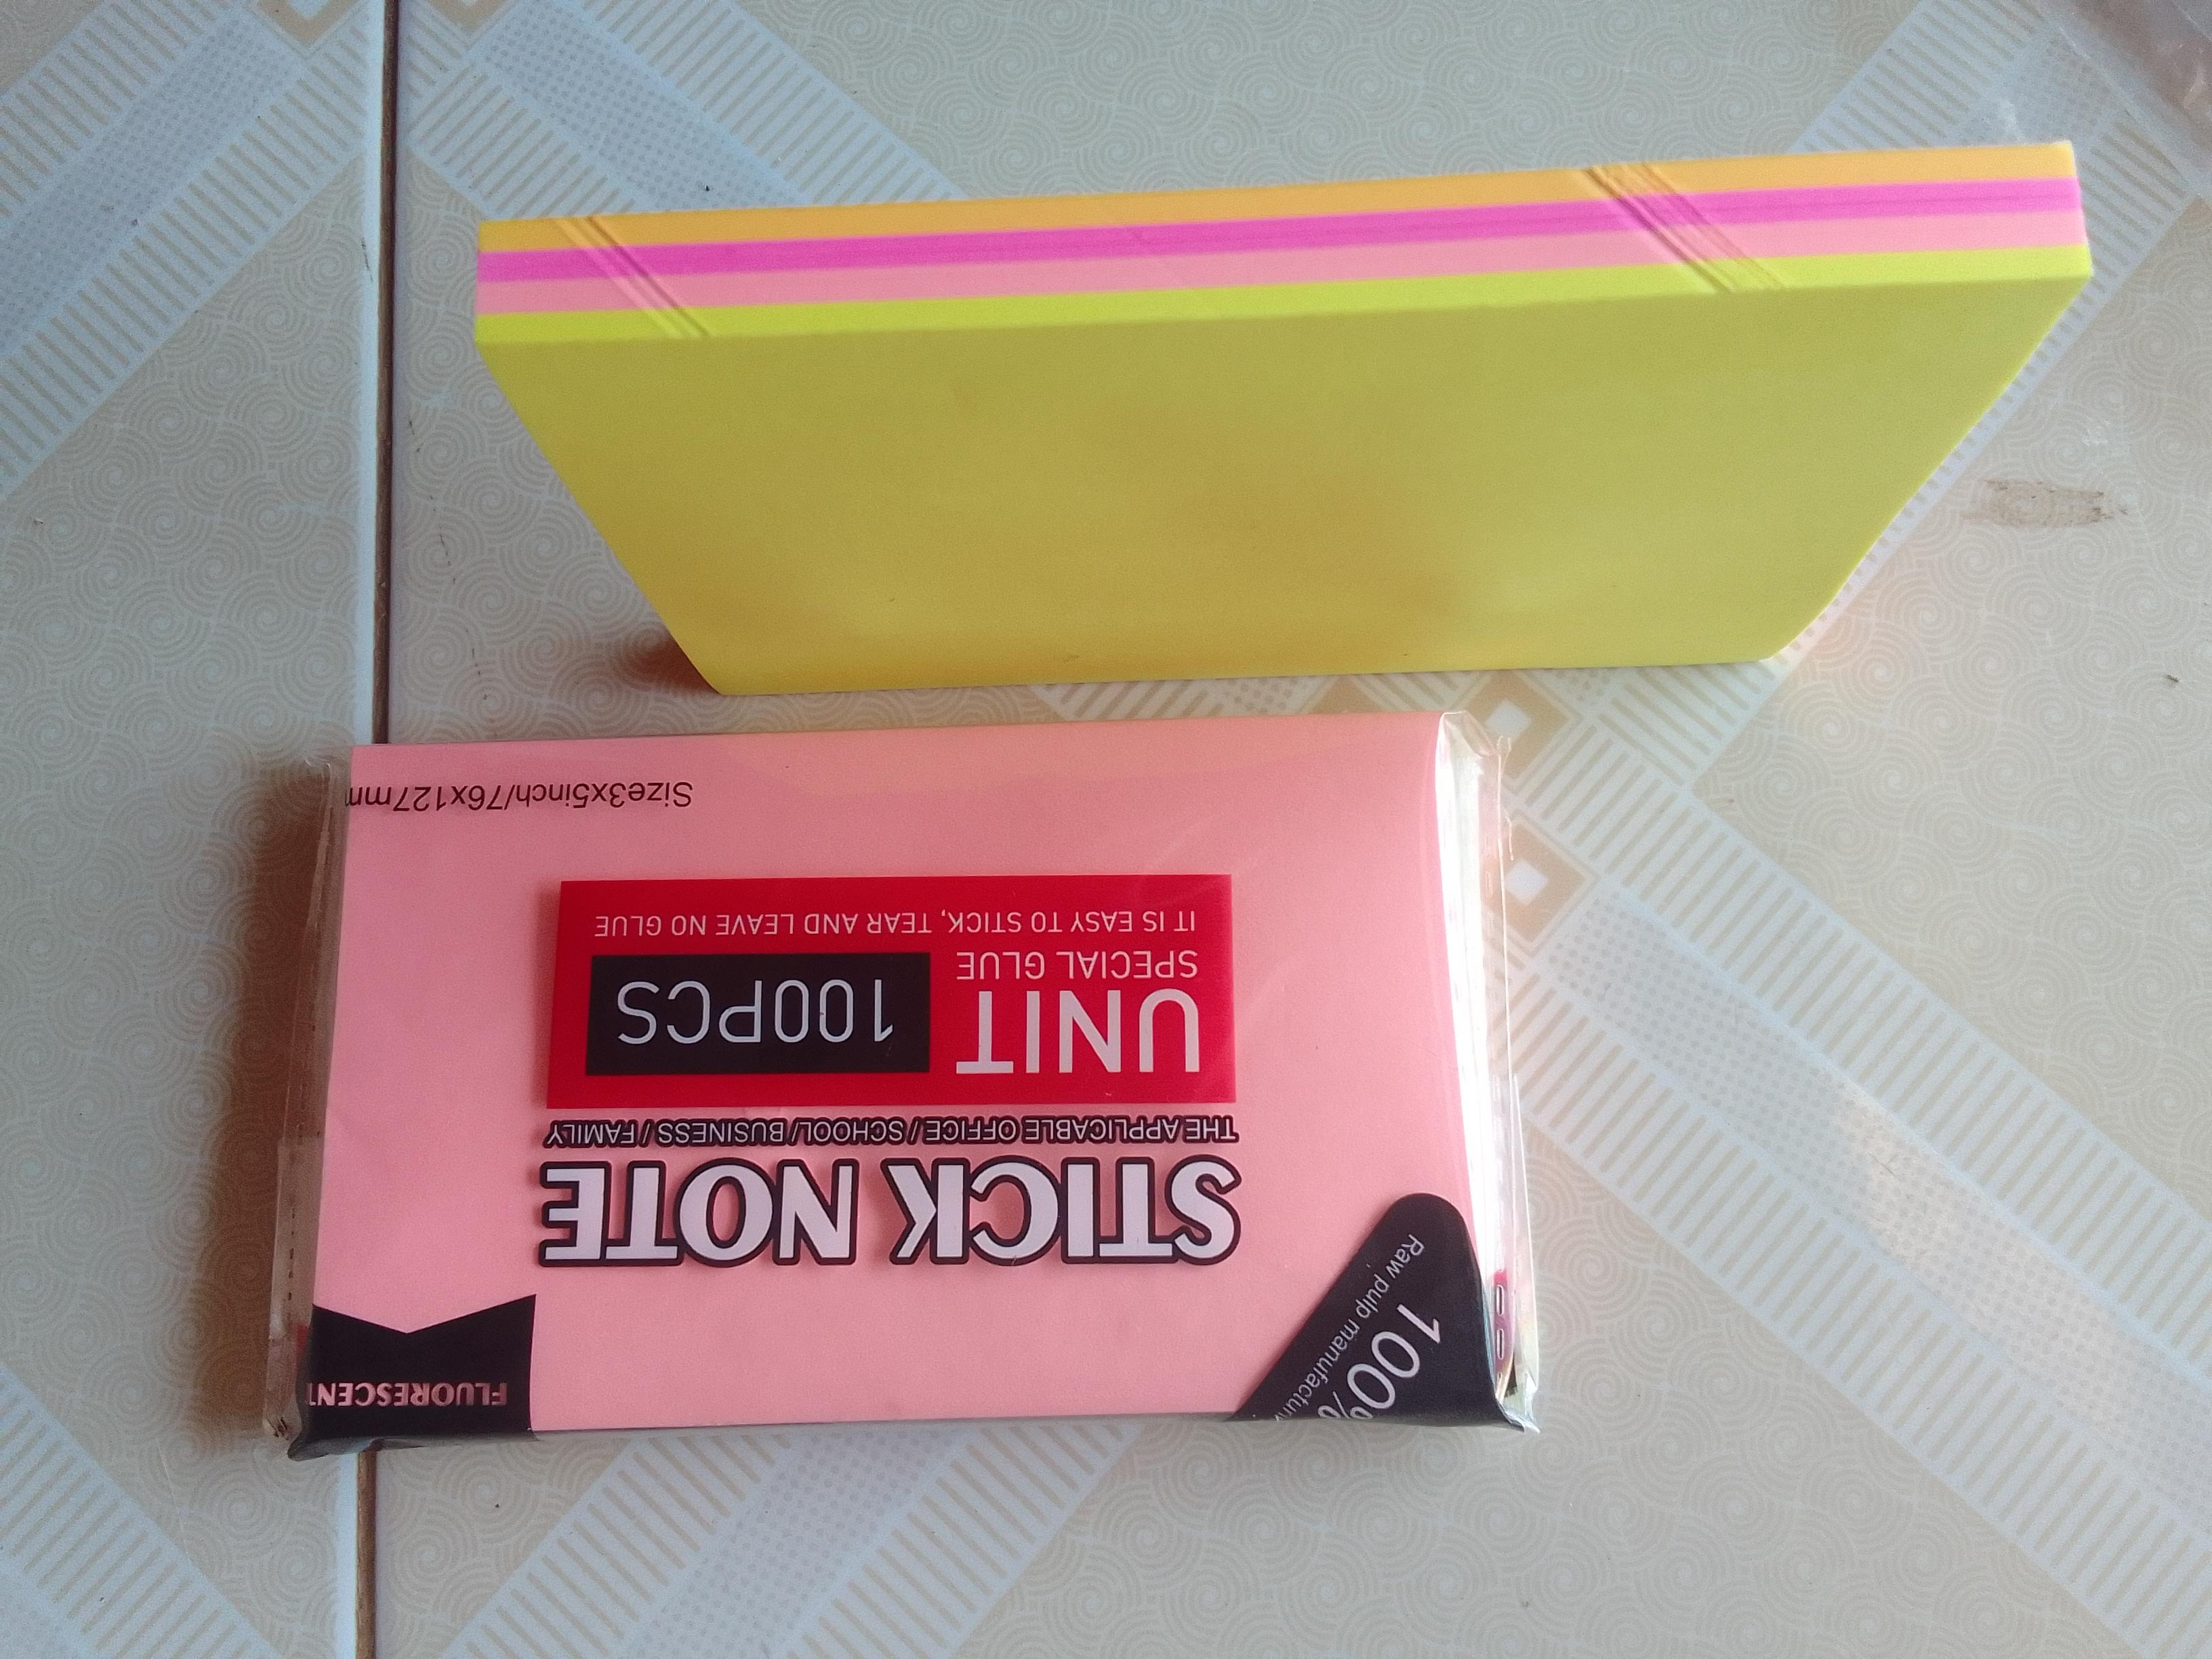 FLUORESCENT
100%
Raw pulp
STICK NOTE
THE APPLICABLE OFFICE / SCHOOL / BUSINESS / FAMILY
UNIT
100PCS
SPECIAL GLUE
IT IS EASY TO STICK, TEAR AND LEAVE NO GLUE
Size3x5inch/76x127mm